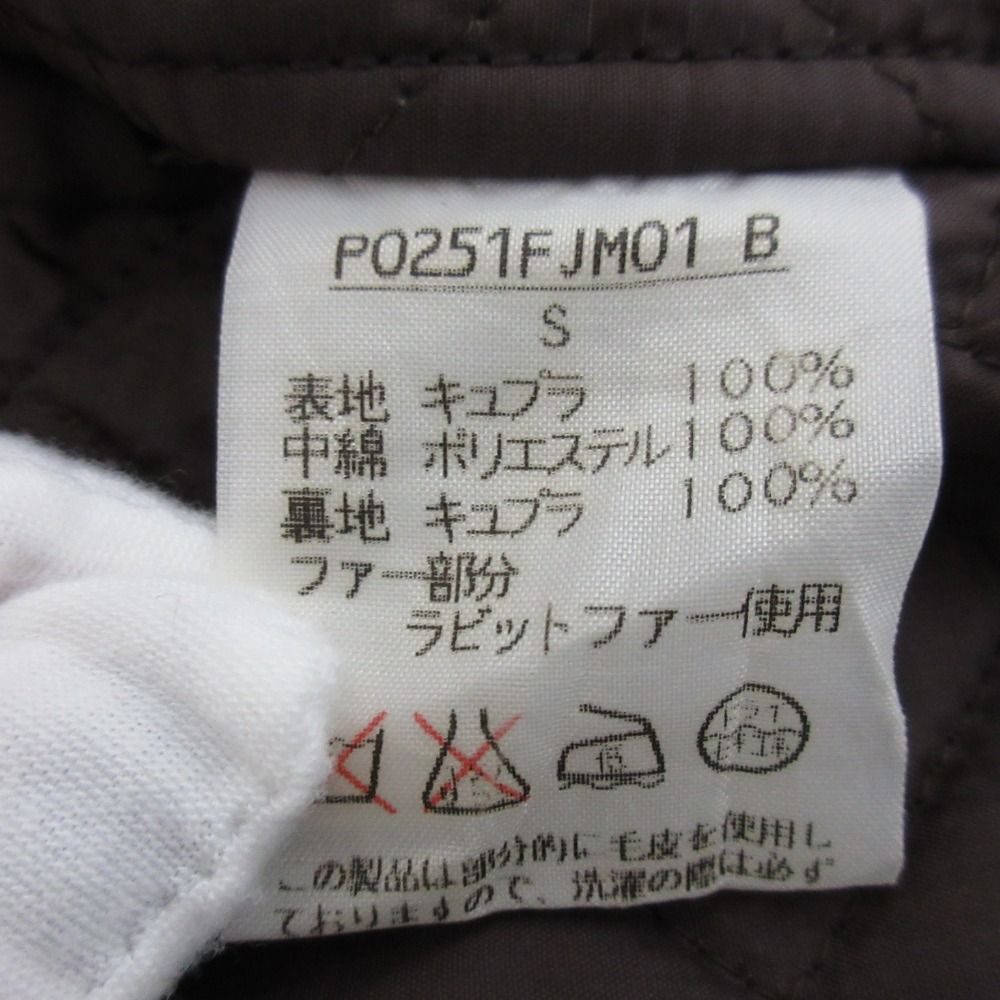 P0251FJM01 B
S
表地 キュプラ 100%
中綿 ポリエステル 100%
裏地 キュプラ 100%
ファー部分
ラビットファー使用
低
この製品は部分的に毛皮を使用し
ておりますので、洗濯の際は必ず